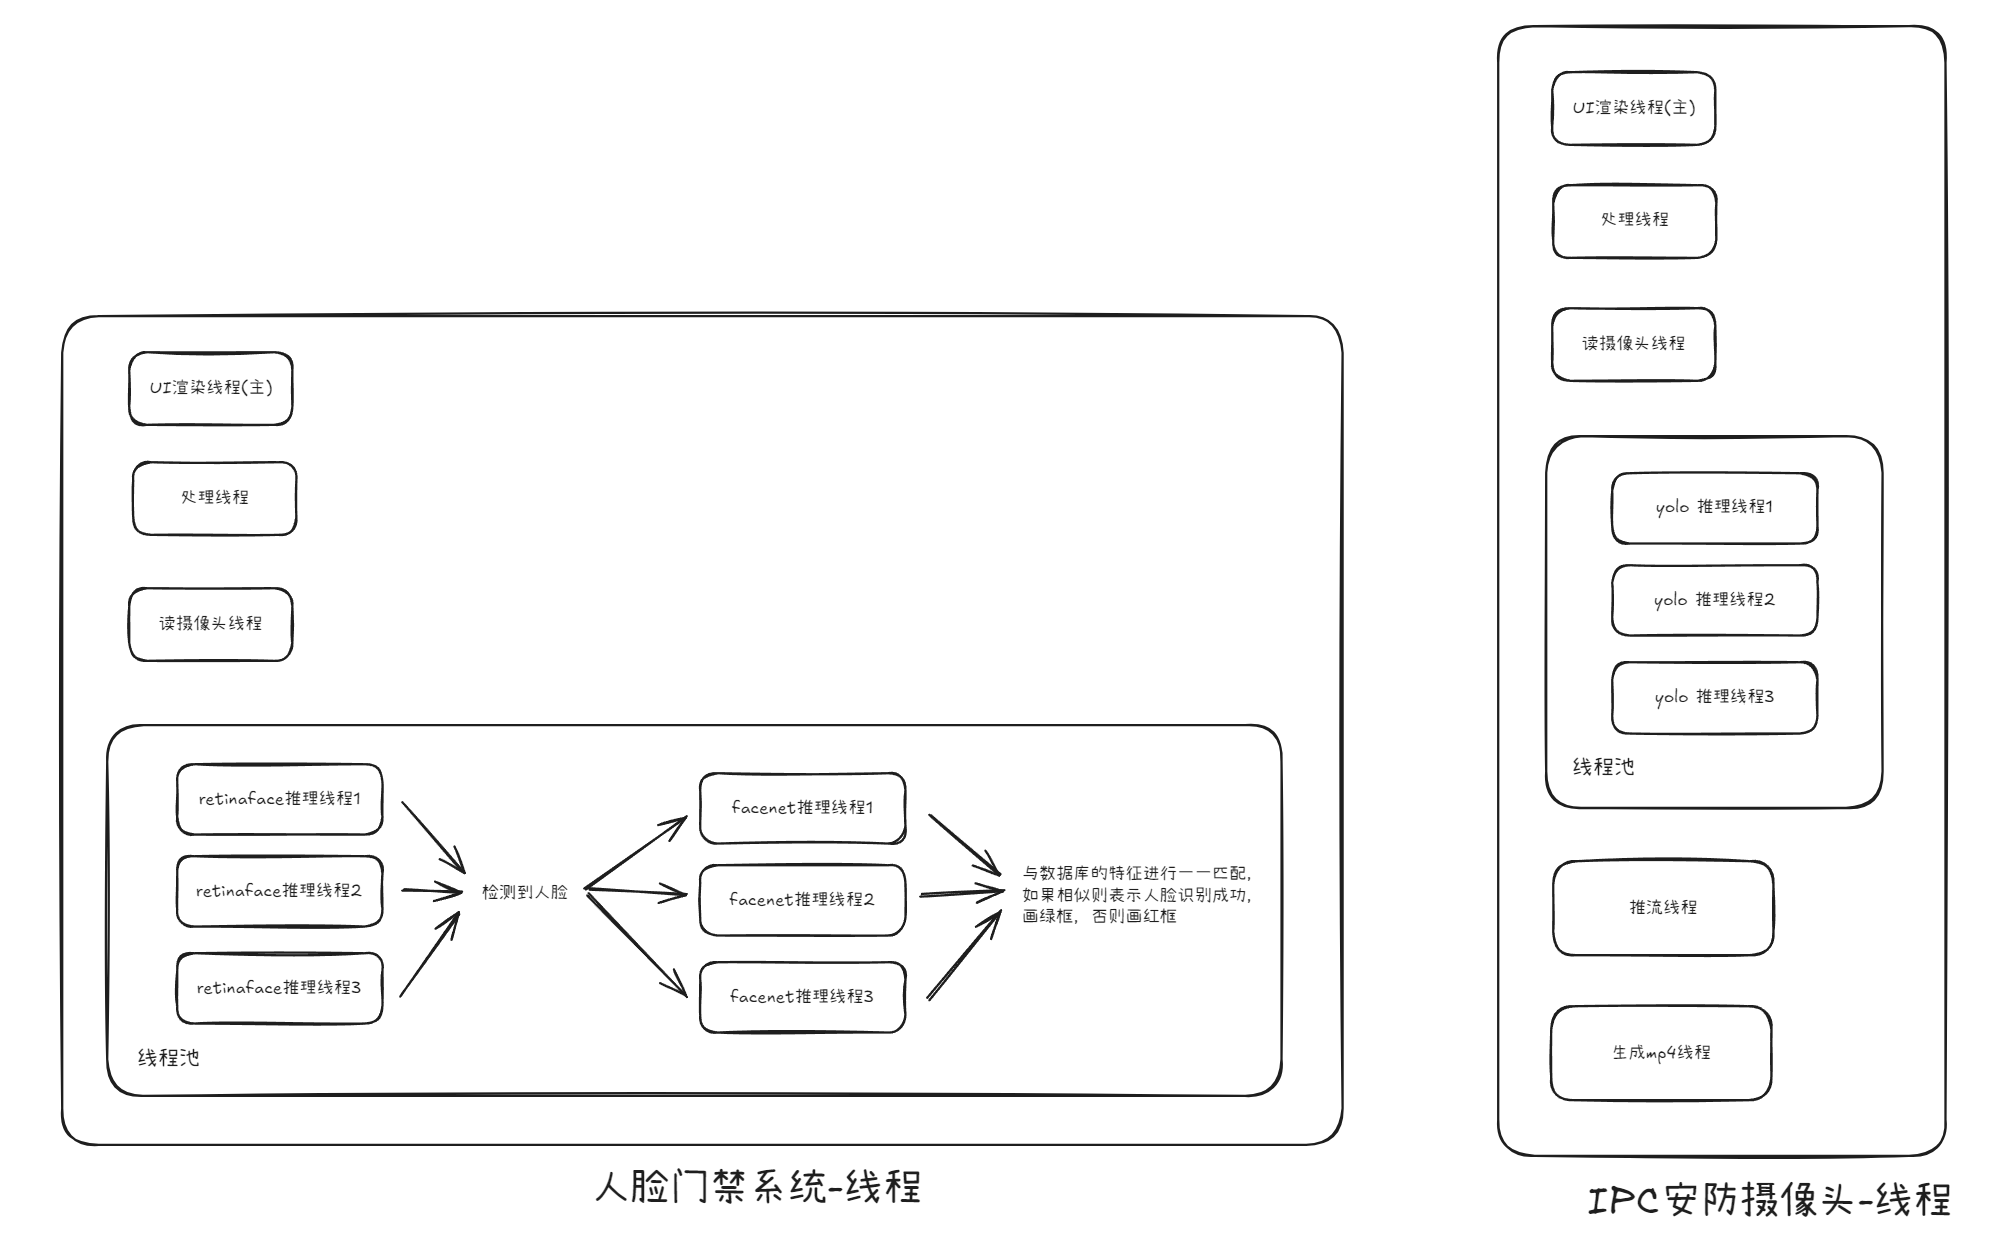 UI渲染线程(主)
处理线程
读摄像头线程
retinaface推理线程1
retinaface推理线程2
retinaface推理线程3
检测到人脸
facenet推理线程1
facenet推理线程2
facenet推理线程3
与数据库的特征进行一一匹配,
如果相似则表示人脸识别成功,
画绿框, 否则画红框
线程池
人脸门禁系统-线程
UI渲染线程(主)
处理线程
读摄像头线程
yolo 推理线程1
yolo 推理线程2
yolo 推理线程3
线程池
推流线程
生成mp4线程
IPC安防摄像头-线程